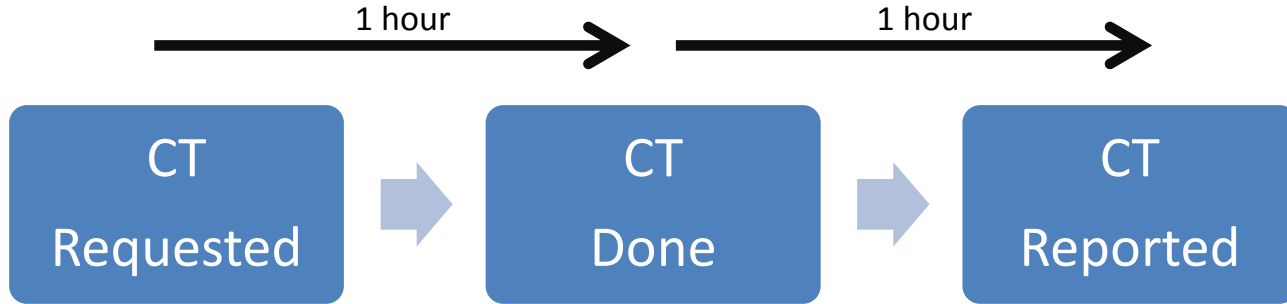 1 hour
1 hour
CT
Requested
CT
Done
CT
Reported